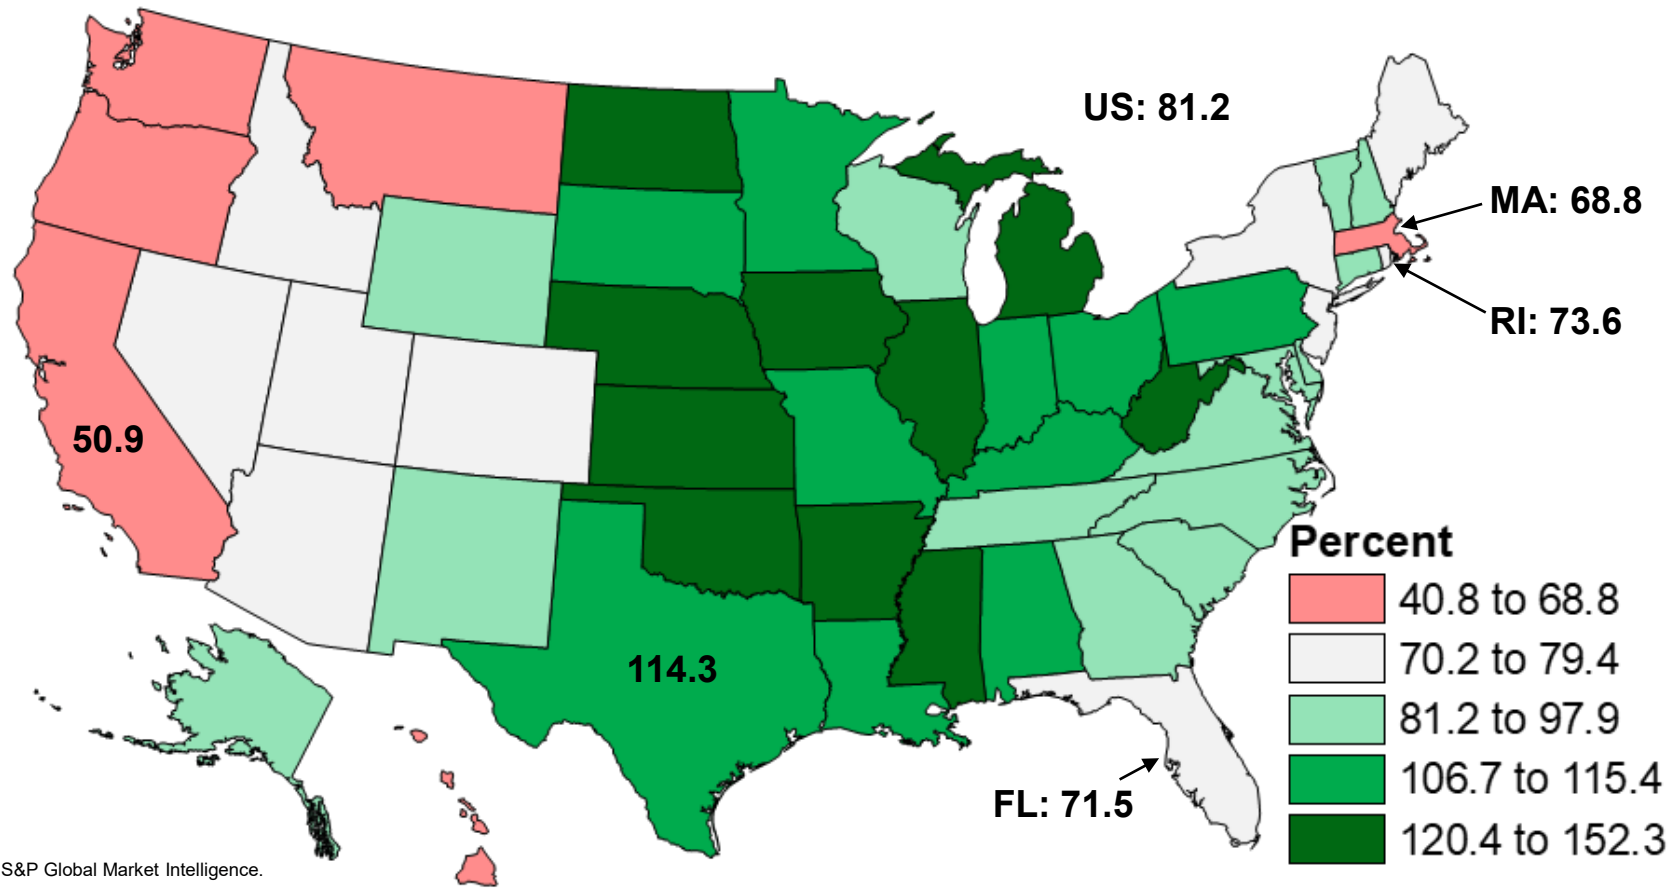 US: 81.2
MA: 68.8
RI: 73.6
50.9
Percent
40.8 to 68.8
70.2 to 79.4
81.2 to 97.9
106.7 to 115.4
120.4 to 152.3
114.3
FL: 71.5
S&P Global Market Intelligence.